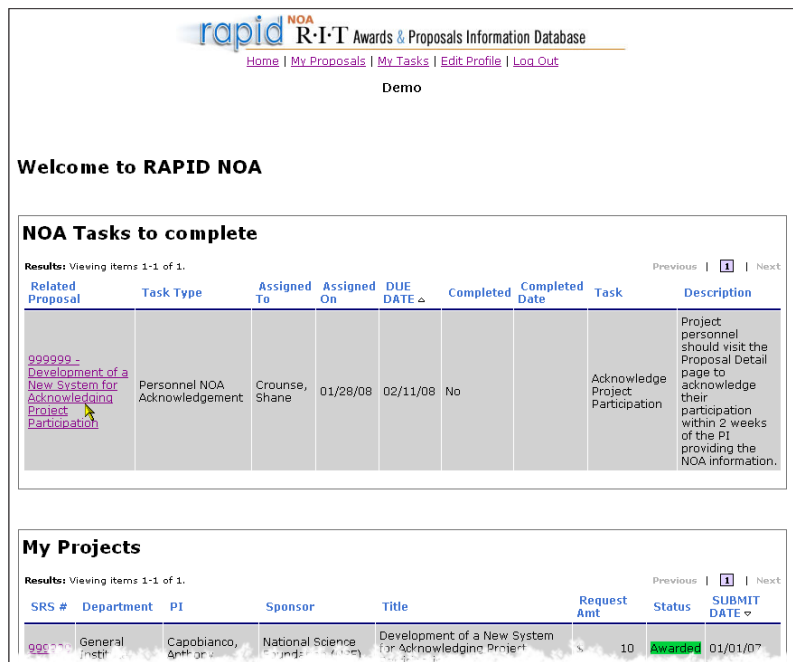 rapid NOA R·I·T Awards & Proposals Information Database
Home | My Proposals | My Tasks | Edit Profile | Log Out
Demo
Welcome to RAPID NOA
NOA Tasks to complete
Results: Viewing items 1-1 of 1. Previous | 1 | Next
Related Proposal Task Type Assigned To Assigned On DUE DATE Completed Completed Date Task Description
999999 -
Development of a
New System for
Acknowledging
Project
Participation
Personnel NOA
Acknowledgement
Crounse,
Shane
01/28/08
02/11/08
No
Acknowledge
Project
Participation
Project
personnel
should visit the
Proposal Detail
page to
acknowledge
their
participation
within 2 weeks
of the PI
providing the
NOA information.
My Projects
Results: Viewing items 1-1 of 1. Previous | 1 | Next
SRS # Department PI Sponsor Title Request Amt Status SUBMIT DATE
General
Capobianco,
National Science
Development of a New System
for Acknowledging Project
$ 10
Awarded
01/01/07